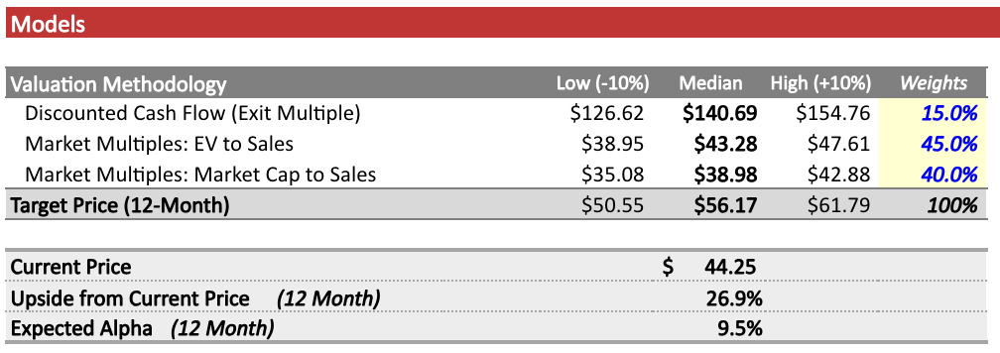 Models
Valuation Methodology Low (-10%) Median High (+10%) Weights
Discounted Cash Flow (Exit Multiple) $126.62 $140.69 $154.76 15.0%
Market Multiples: EV to Sales $38.95 $43.28 $47.61 45.0%
Market Multiples: Market Cap to Sales $35.08 $38.98 $42.88 40.0%
Target Price (12-Month) $50.55 $56.17 $61.79 100%
Current Price $ 44.25
Upside from Current Price (12 Month) 26.9%
Expected Alpha (12 Month) 9.5%